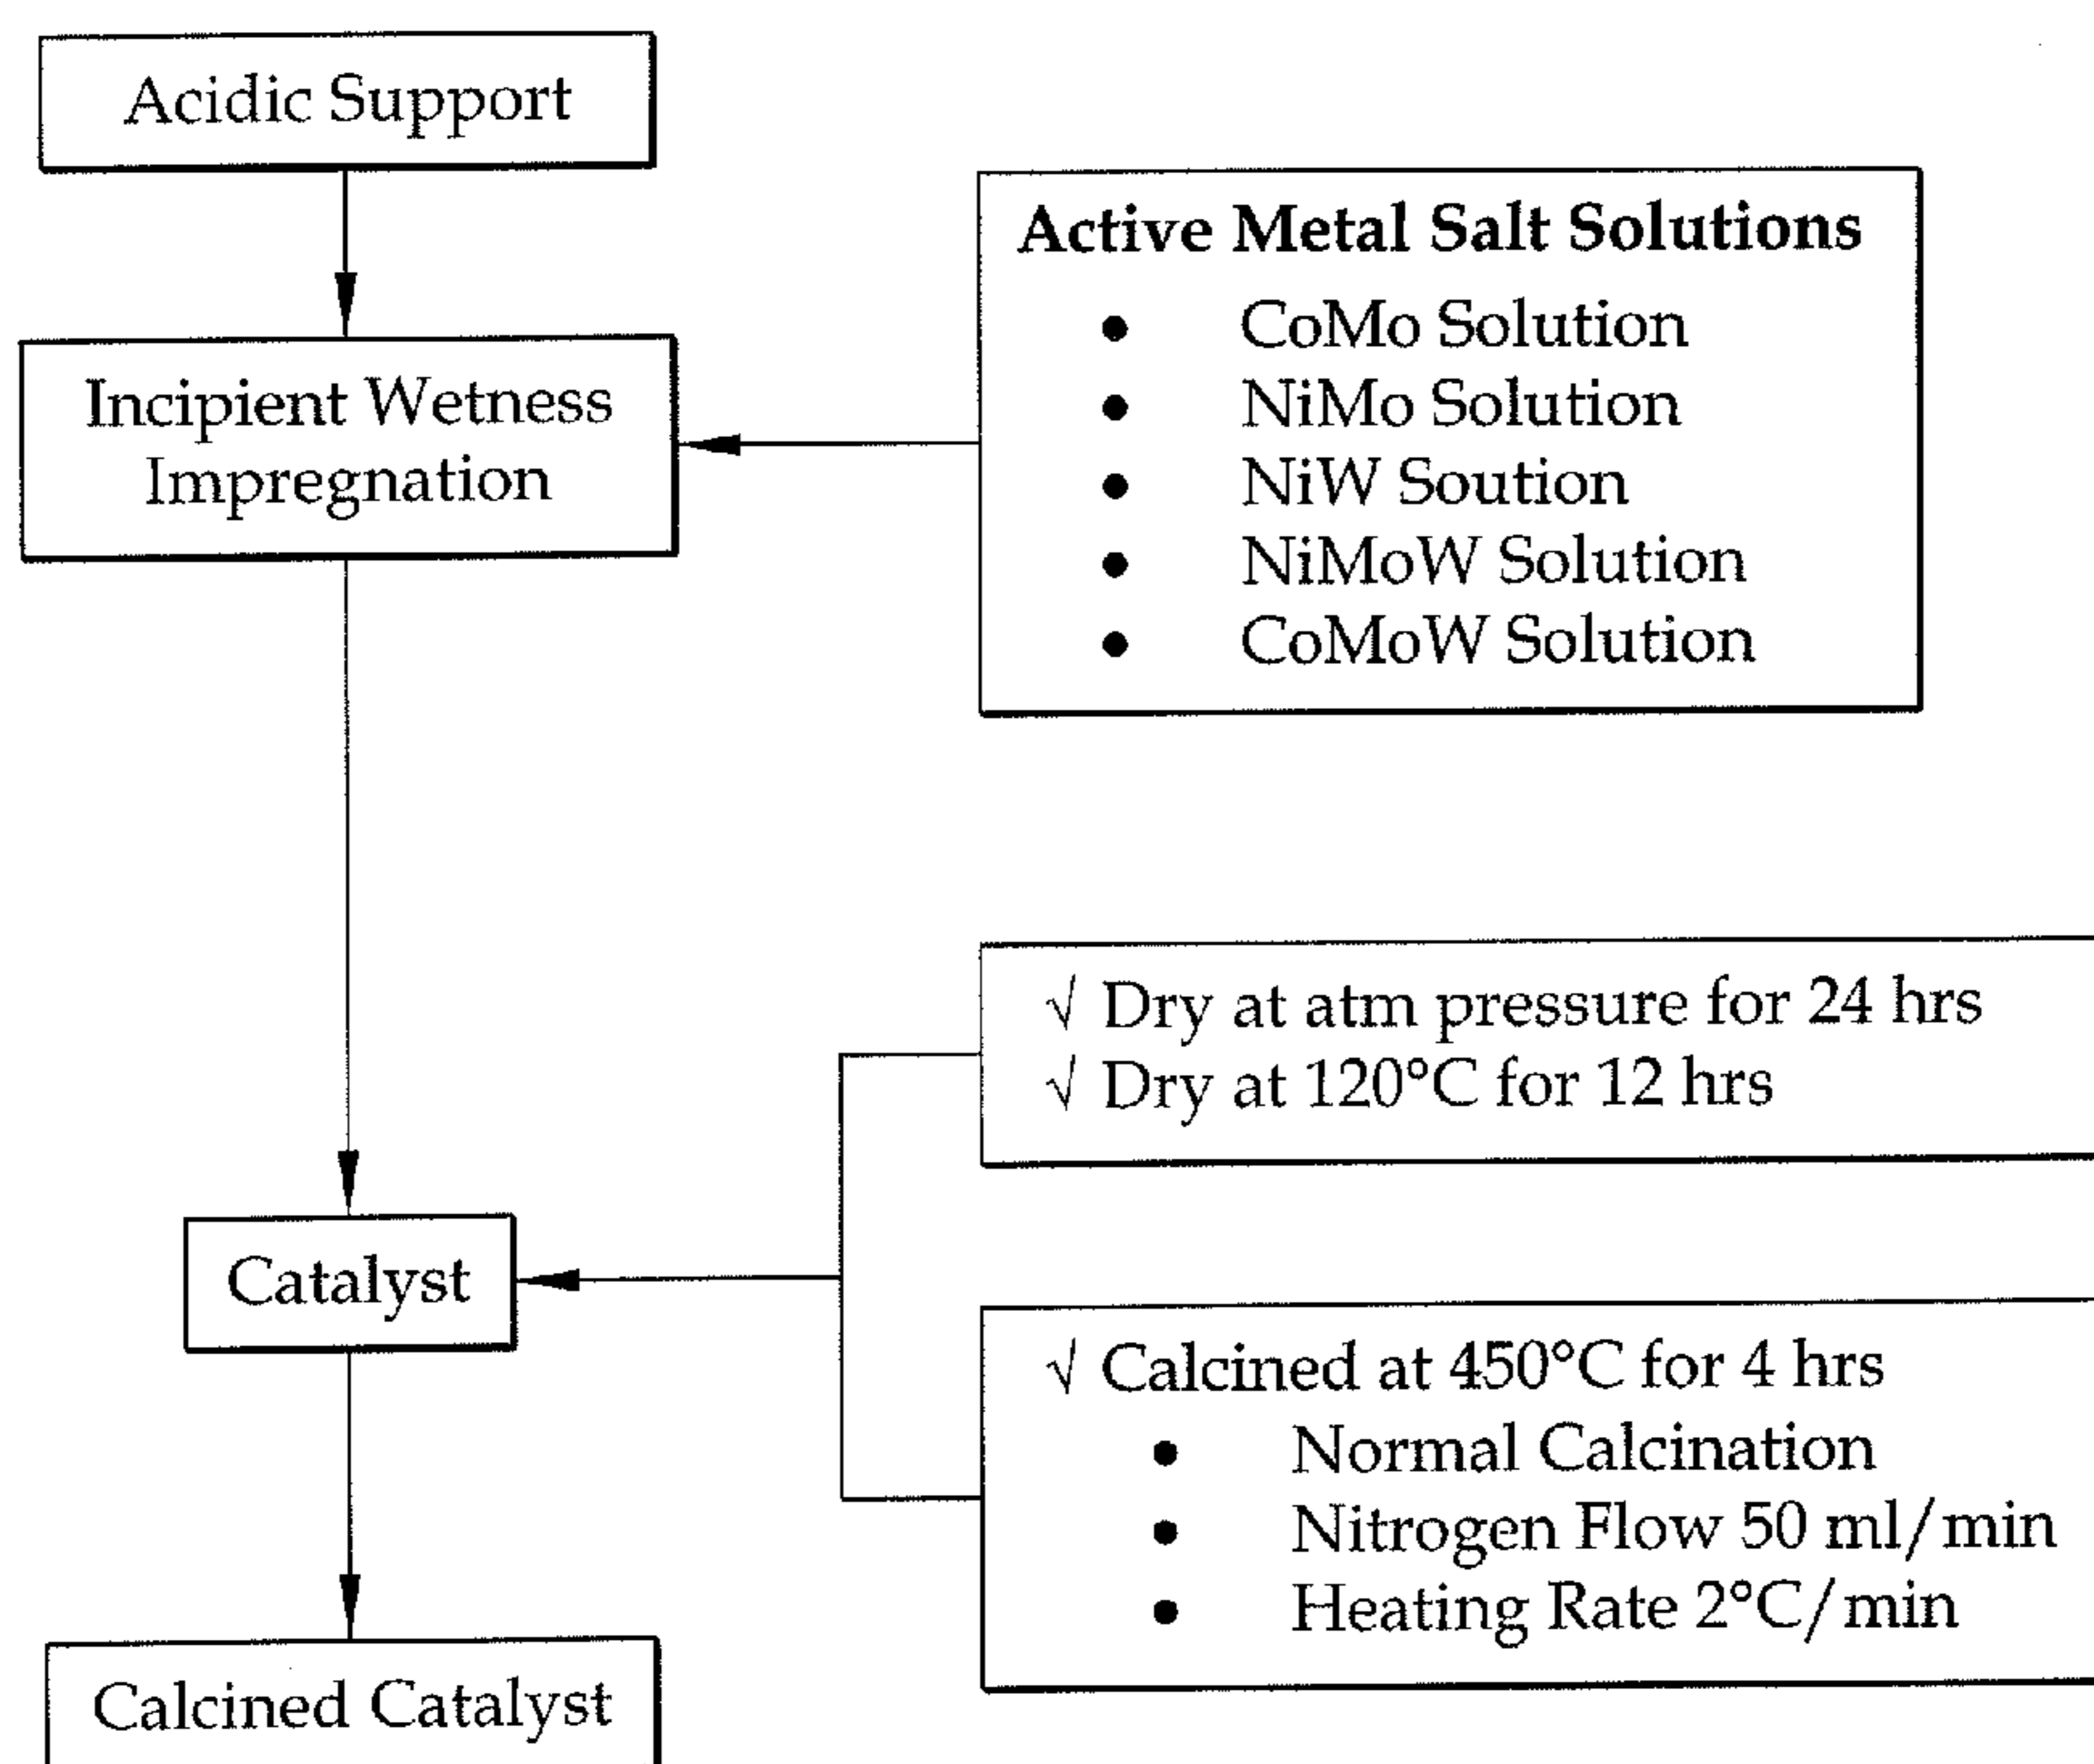 Acidic Support
Incipient Wetness
Impregnation
Active Metal Salt Solutions
• CoMo Solution
• NiMo Solution
• NiW Soution
• NiMoW Solution
• CoMoW Solution
√ Dry at atm pressure for 24 hrs
√ Dry at 120°C for 12 hrs
Catalyst
√ Calcined at 450°C for 4 hrs
• Normal Calcination
• Nitrogen Flow 50 ml/min
• Heating Rate 2°C/min
Calcined Catalyst